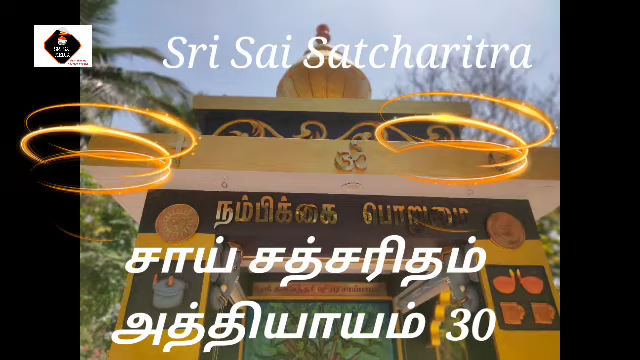 Sri Sai Satcharitra
ॐ
நம்பிக்கை பொறுமை
சாய் சத்சரிதம்
அத்தியாயம் 30